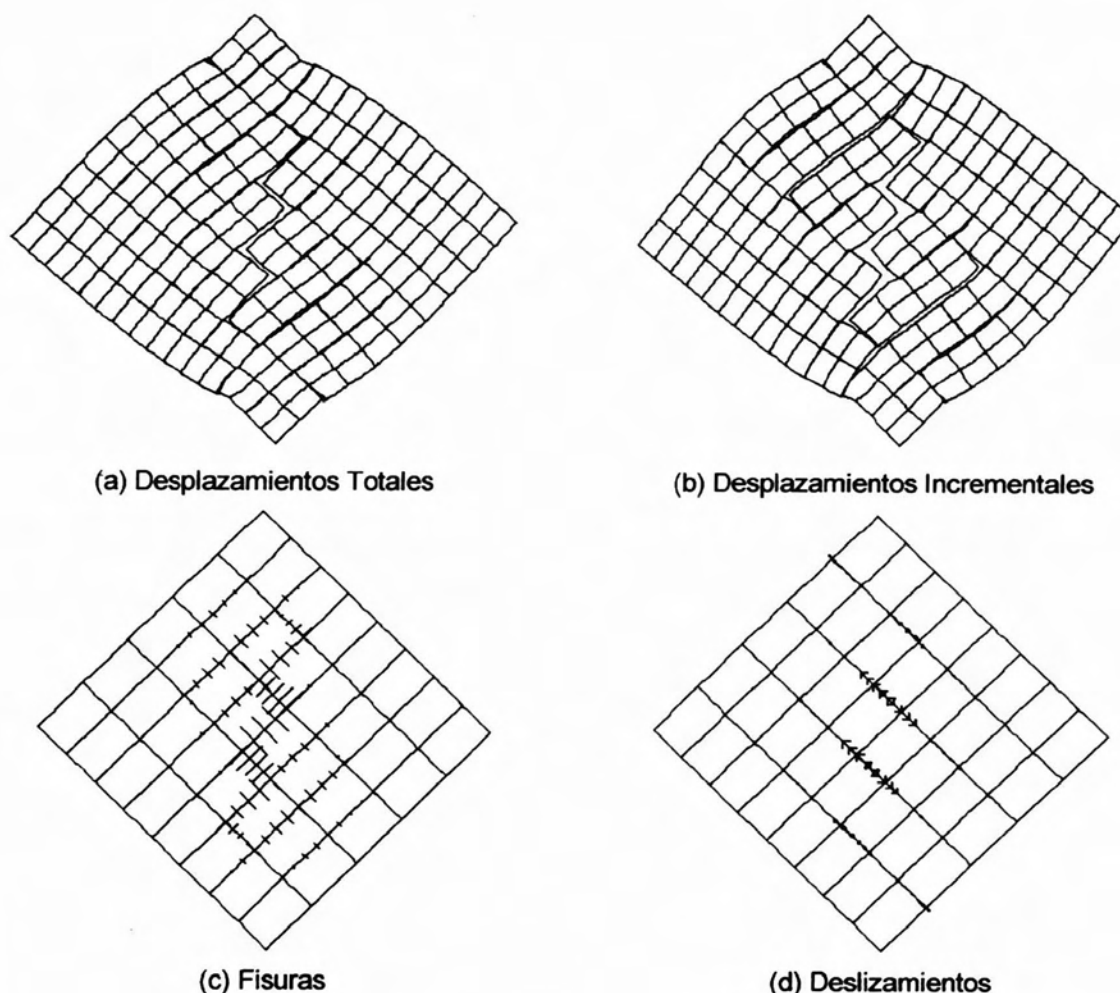 (a) Desplazamientos Totales
(b) Desplazamientos Incrementales
(c) Fisuras
(d) Deslizamientos